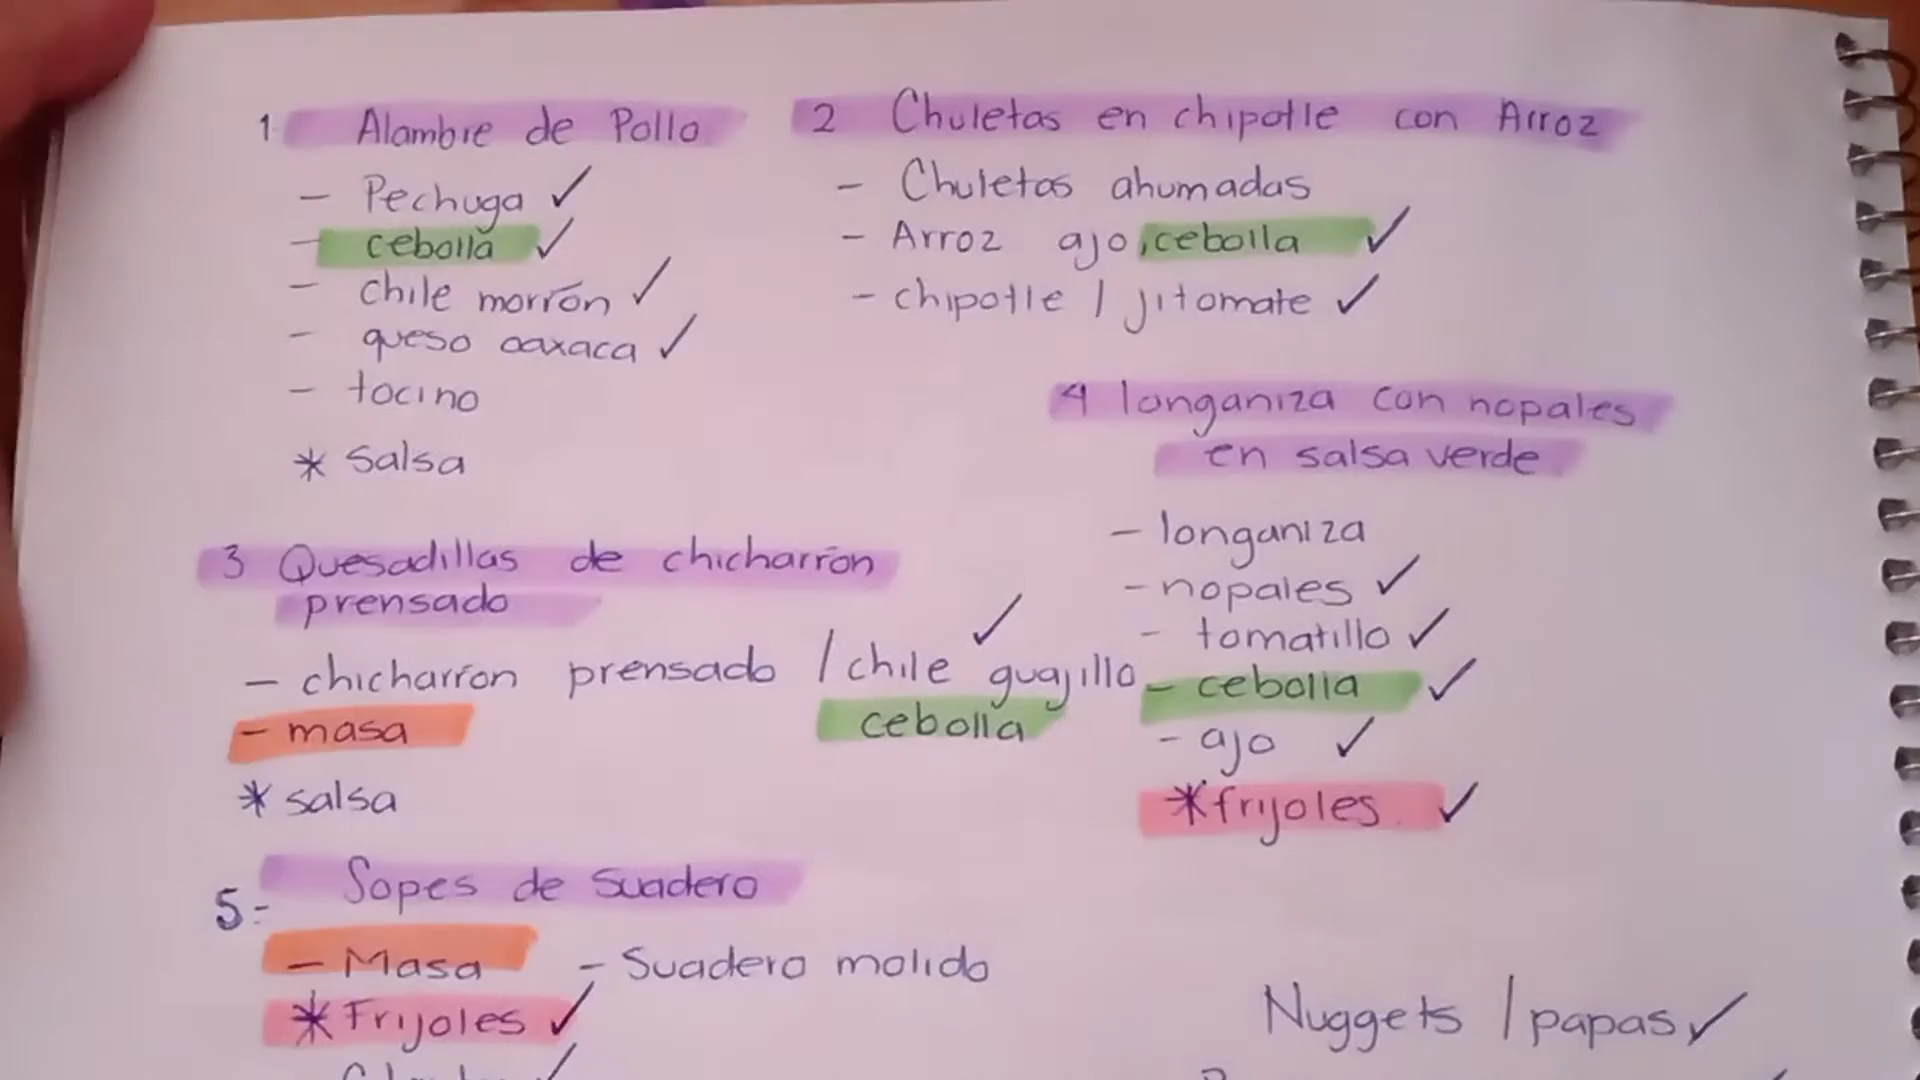 1 Alambre de Pollo
- Pechuga ✓
- cebolla ✓
- chile morrón ✓
- queso oaxaca ✓
- tocino
* salsa
2 Chuletas en chipotle con Arroz
- Chuletas ahumadas
- Arroz ajo, cebolla ✓
- chipotle / jitomate ✓
3 Quesadillas de chicharrón
prensado
- chicharrón prensado / chile guajillo ✓
cebolla
- masa
* salsa
4 longaniza con nopales
en salsa verde
- longaniza
- nopales ✓
- tomatillo ✓
- cebolla ✓
- ajo ✓
* frijoles ✓
5- Sopes de Suadero
- Masa - Suadero molido
* Frijoles ✓
Nuggets / papas ✓